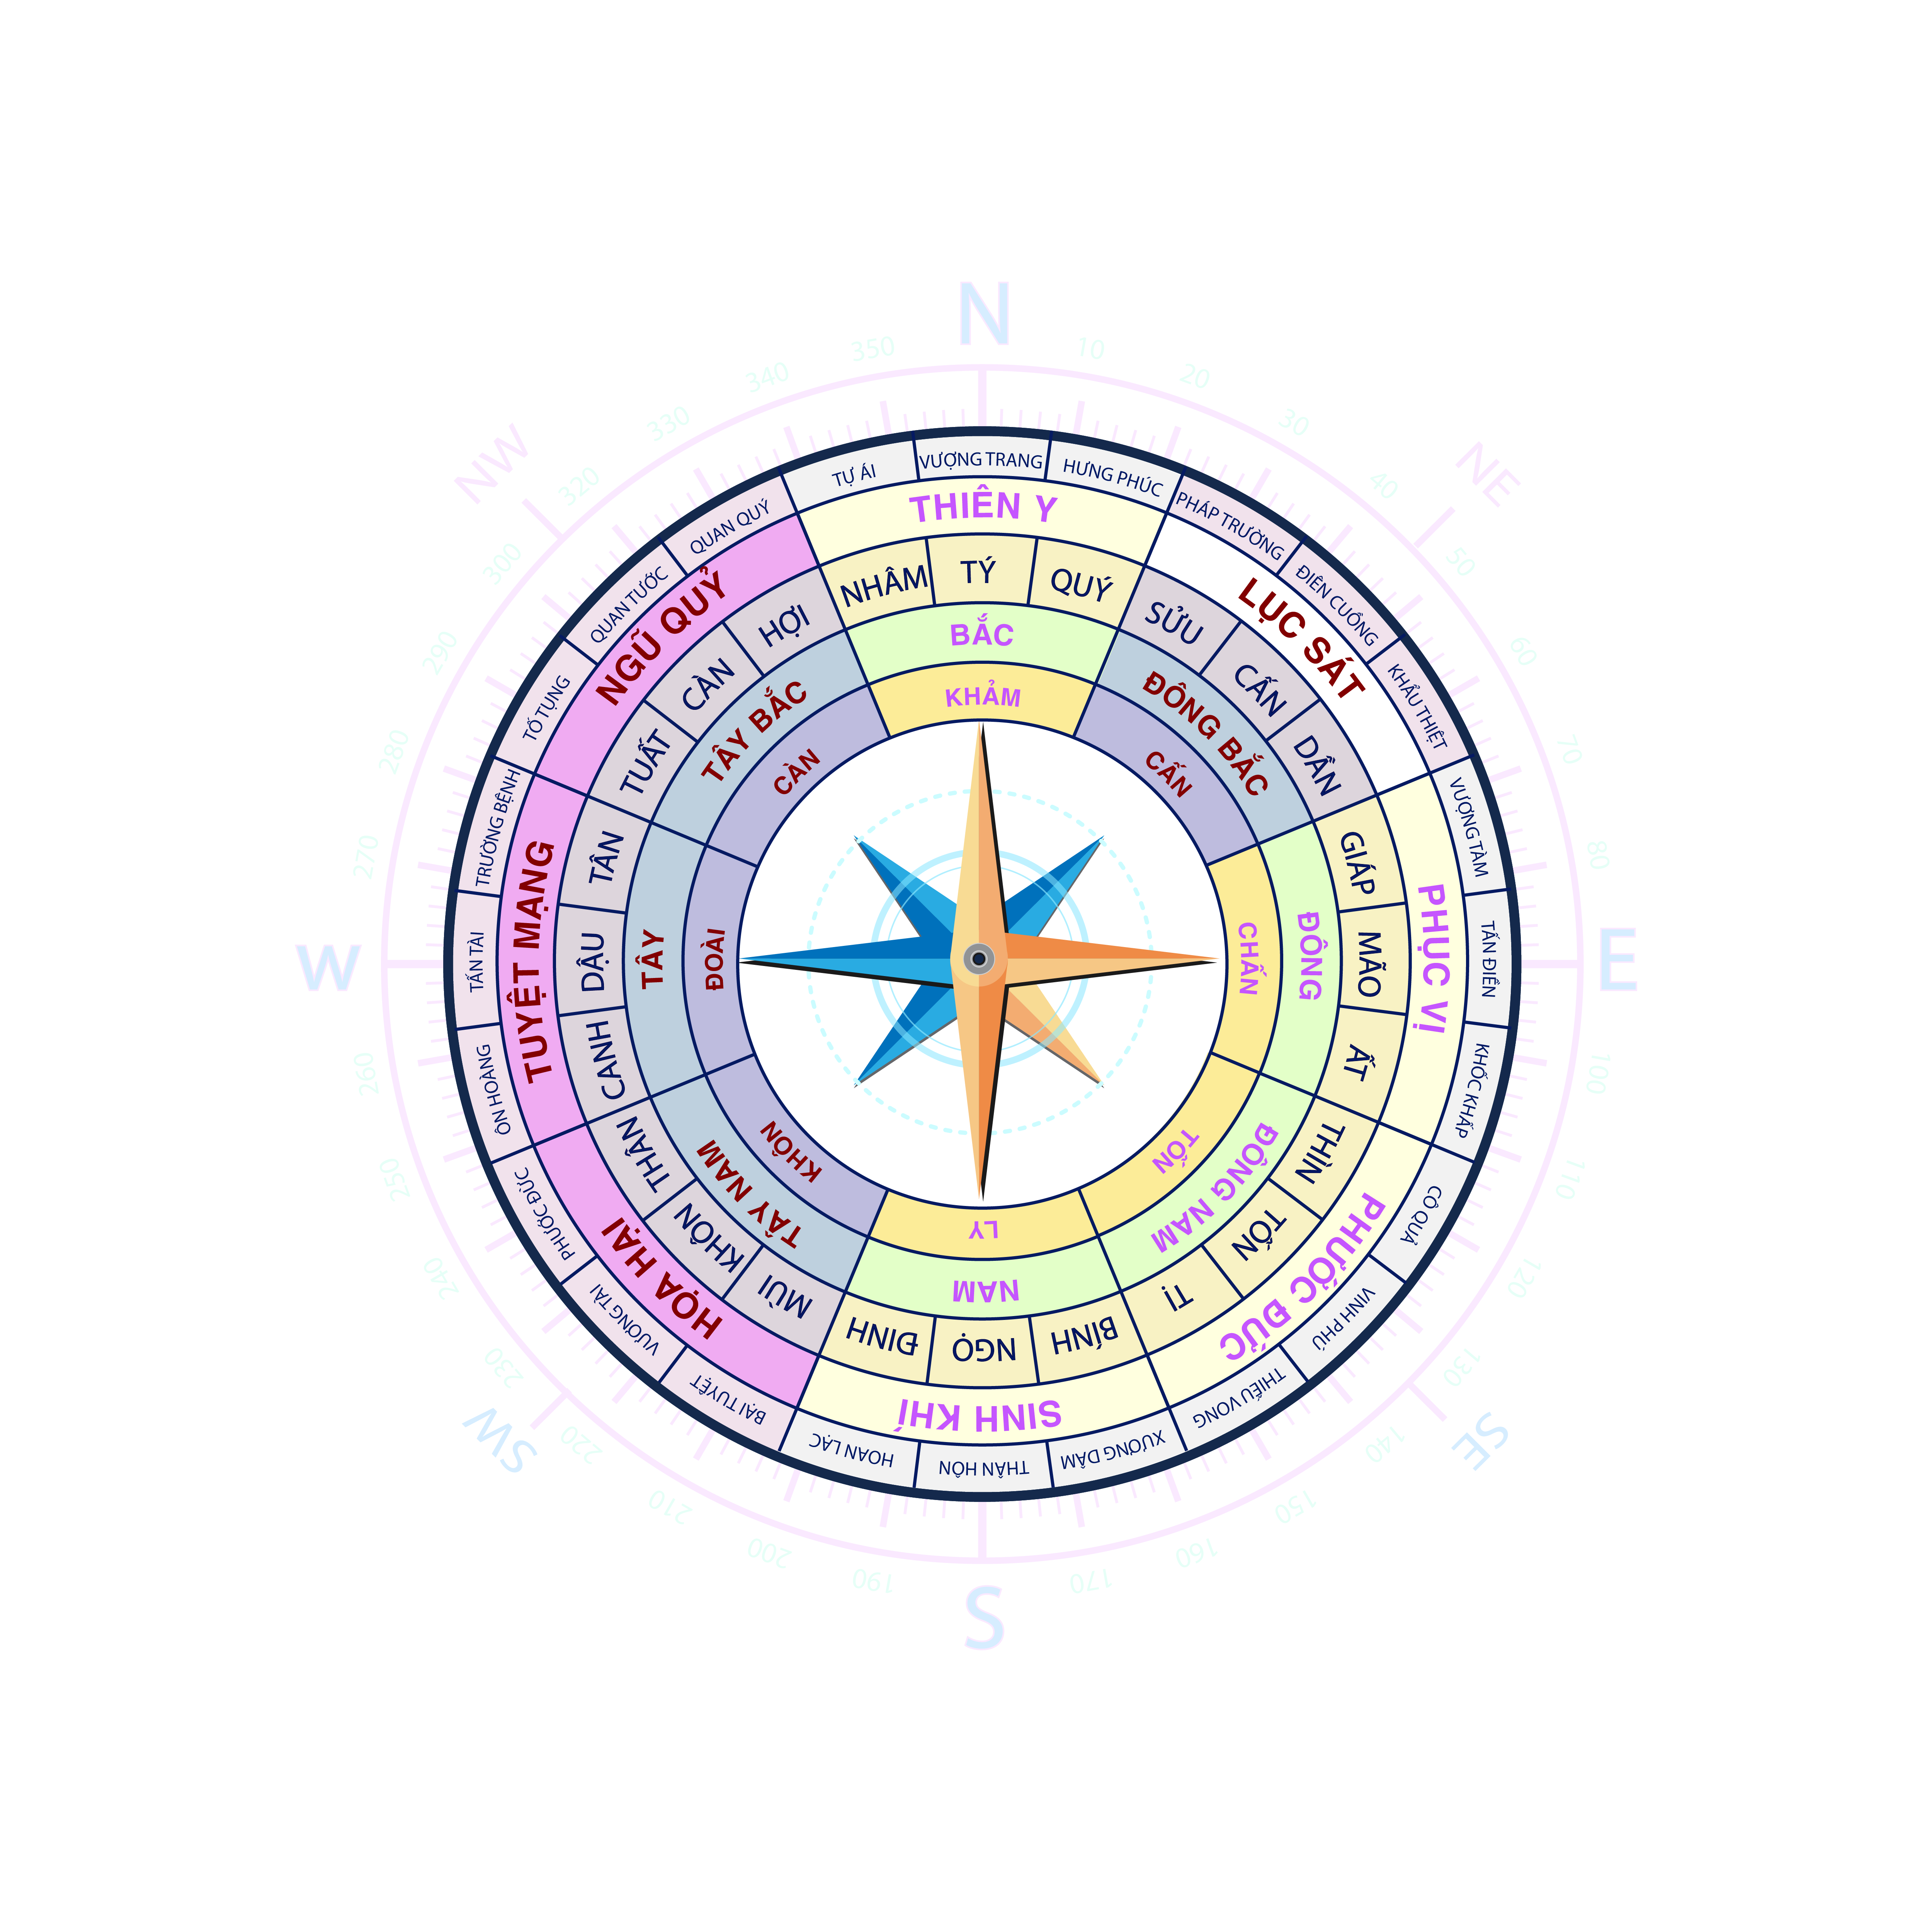 N
NE
E
SE
S
SW
W
NW
10
20
30
40
50
60
70
80
100
110
120
130
140
150
160
170
190
200
210
220
230
240
250
260
270
280
290
300
310
320
330
340
350
TỰ ÁI
VƯỢNG TRANG
HƯNG PHÚC
PHÁP TRƯỜNG
ĐIÊN CUỒNG
KHẨU THIỆT
VƯỢNG TÀM
TẤN ĐIỀN
KHỐC KHẤP
CÔ QUẢ
VINH PHÚ
THIẾU VONG
XƯƠNG DÂM
THÂN HÔN
HOAN LẠC
BẠI TUYỆT
VƯỢNG TÀI
PHƯỚC ĐỨC
ÔN HOÀNG
TẤN TÀI
TRƯỜNG BỆNH
TỐ TỤNG
QUAN TƯỚC
QUAN QUÝ
THIÊN Y
LỤC SÁT
PHỤC VỊ
PHƯỚC ĐỨC
SINH KHÍ
HỌA HẠI
TUYỆT MẠNG
NGŨ QUỶ
NHÂM
TÝ
QUÝ
SỬU
CẤN
DẦN
GIÁP
MÃO
ẤT
THÌN
TỐN
TỊ
BÍNH
NGỌ
ĐINH
MÙI
KHÔN
THÂN
CANH
DẬU
TÂN
TUẤT
CÀN
HỢI
BẮC
ĐÔNG BẮC
ĐÔNG
ĐÔNG NAM
NAM
TÂY NAM
TÂY
TÂY BẮC
KHẢM
CẤN
CHẤN
TỐN
LY
KHÔN
ĐOÀI
CÀN